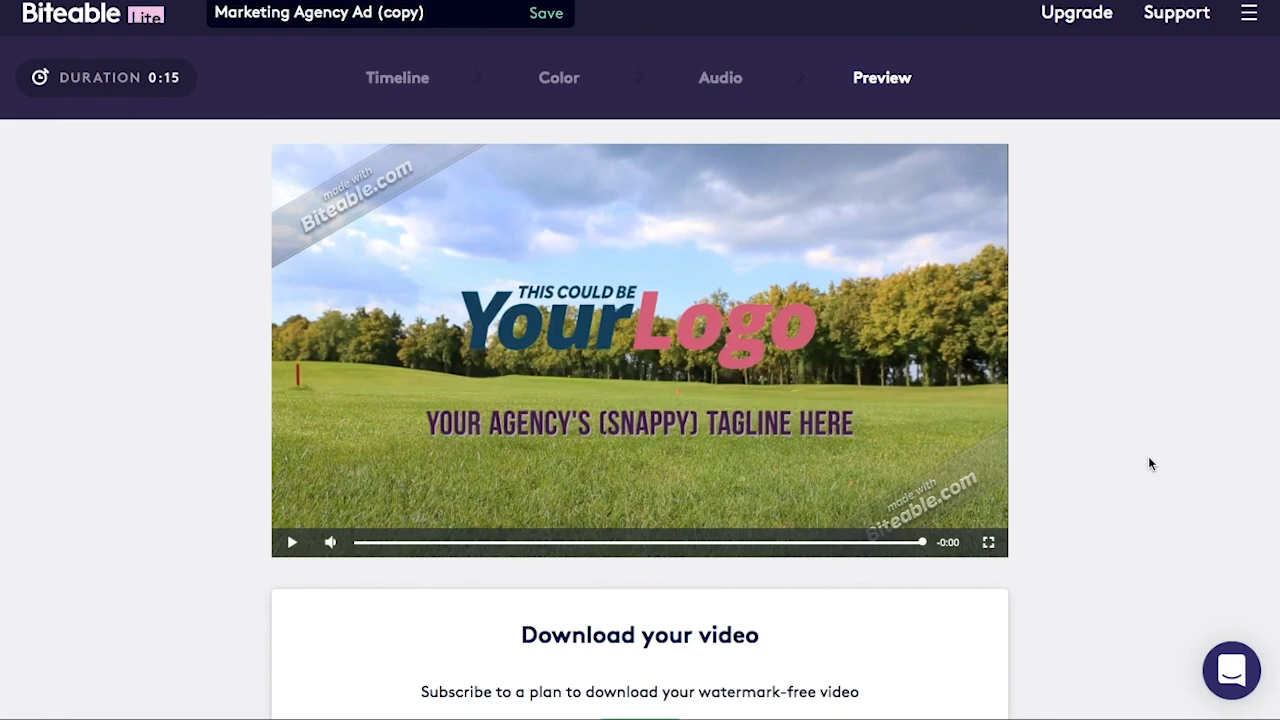 Biteable Lite
Marketing Agency Ad (copy)
Save
Upgrade
Support
DURATION 0:15
Timeline
Color
Audio
Preview
made with
Biteable.com
THIS COULD BE
YourLogo
YOUR AGENCY'S (SNAPPY) TAGLINE HERE
made with
Biteable.com
-0:00
Download your video
Subscribe to a plan to download your watermark-free video